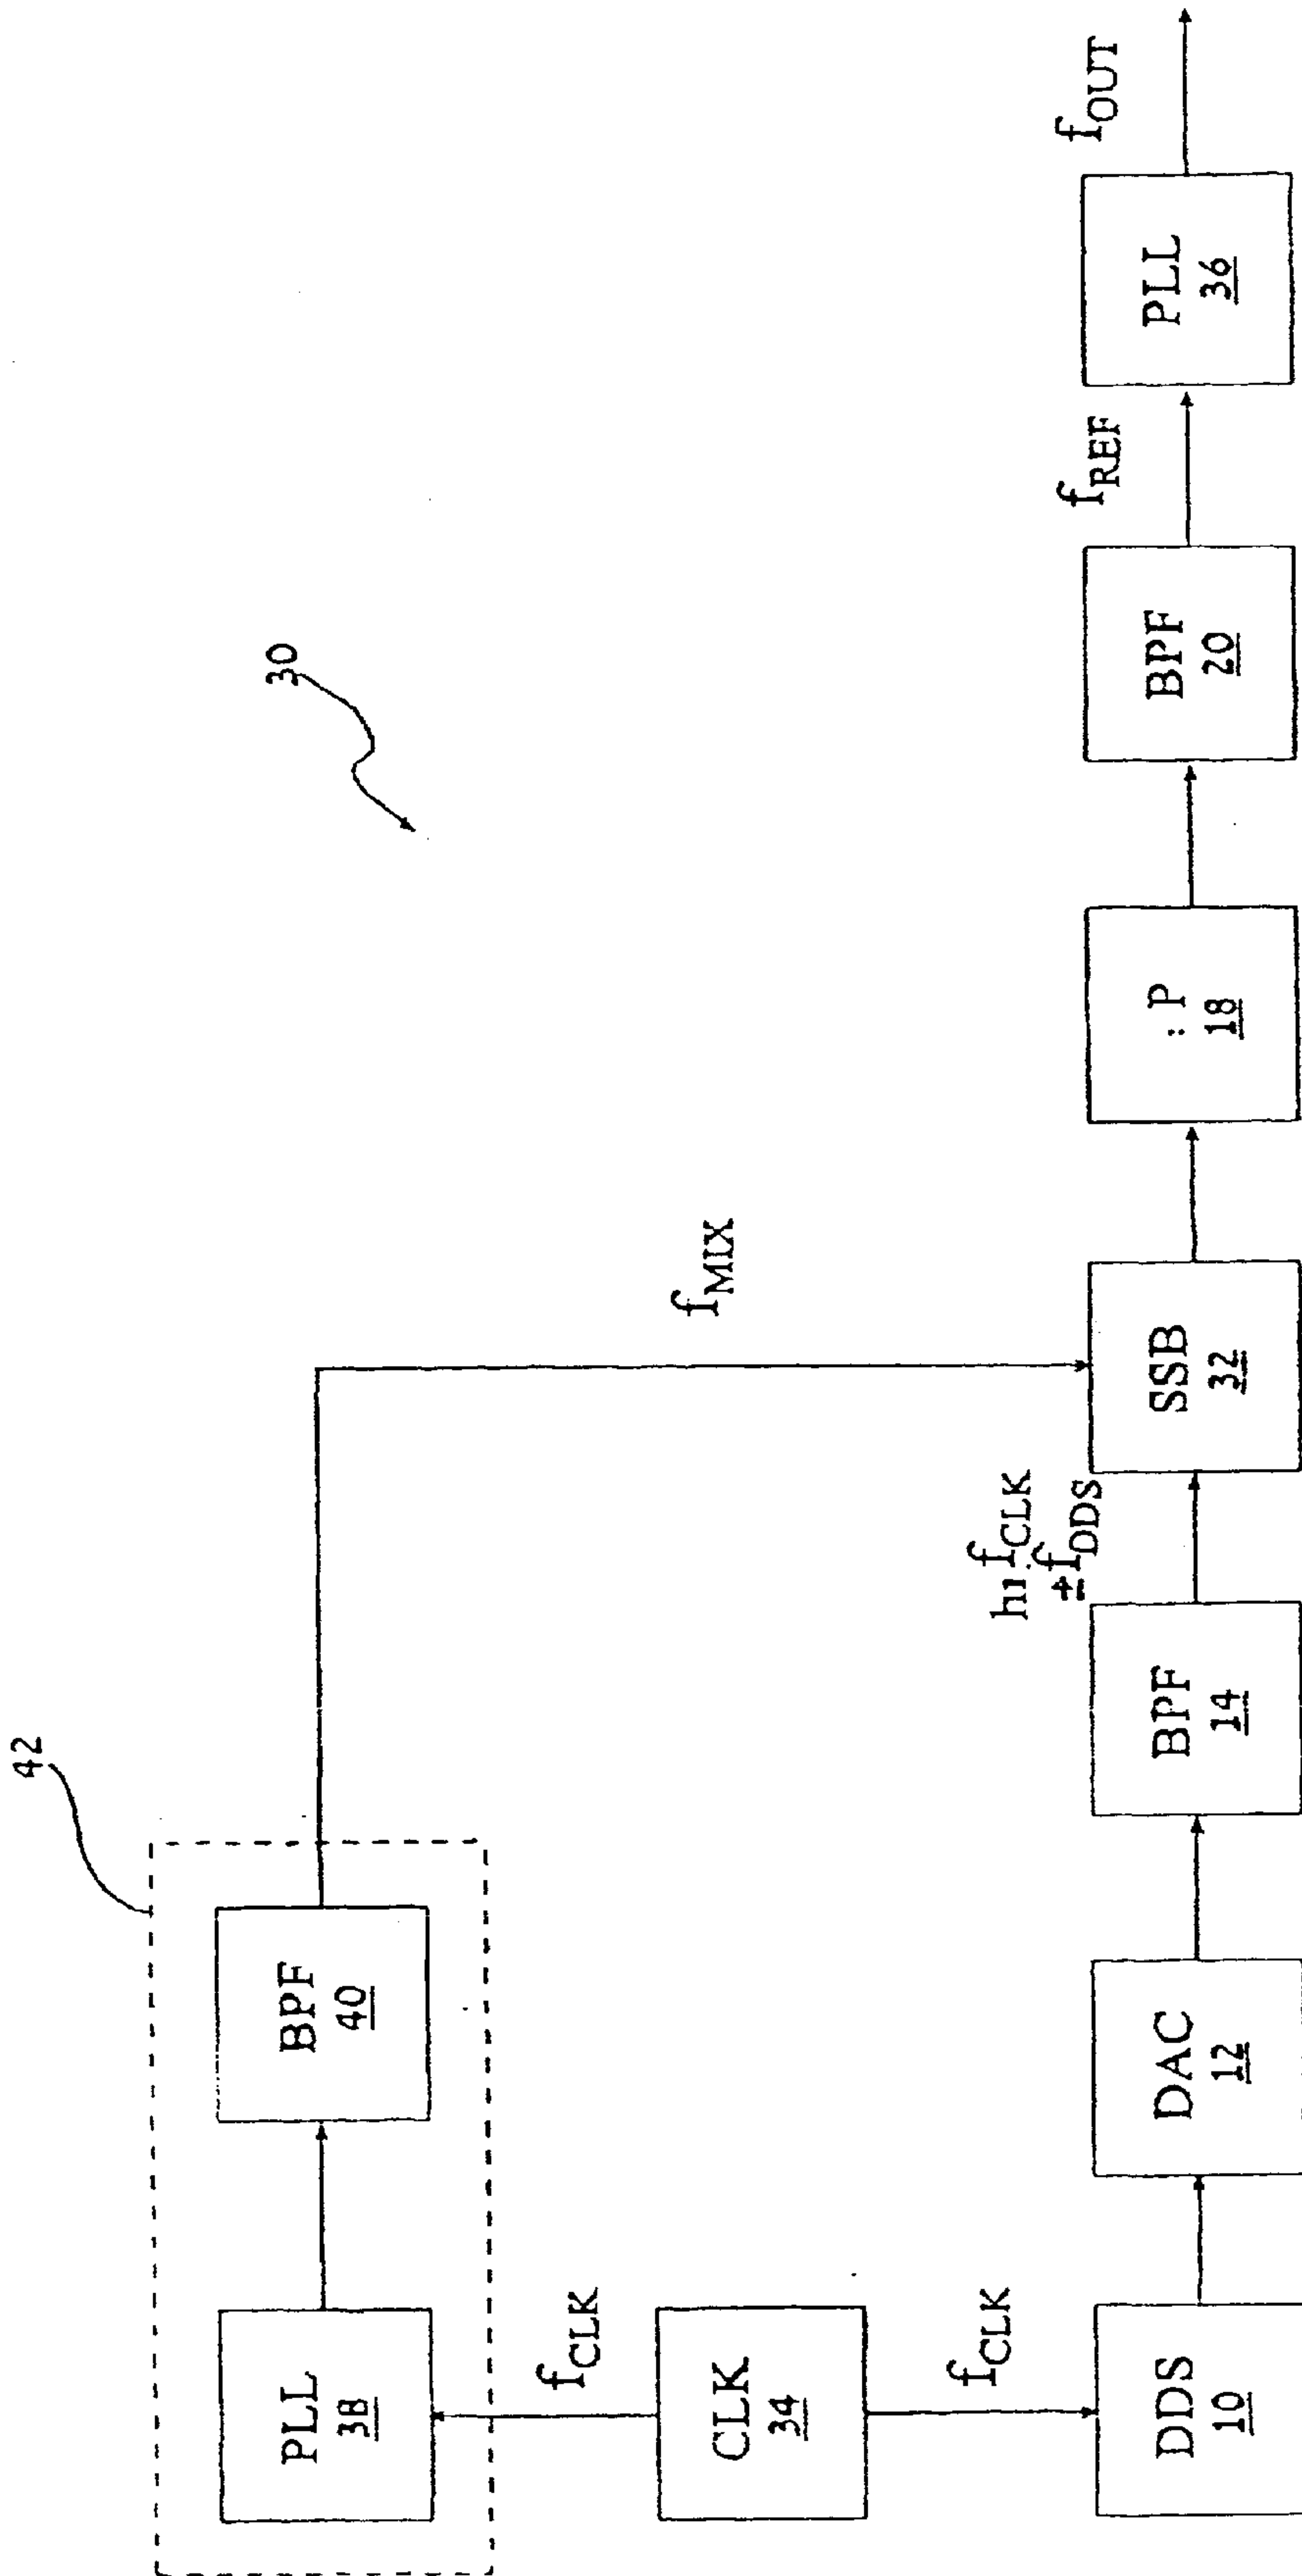 42
30
PLL
38
BPF
40
f_CLK
f_MIX
CLK
34
f_CLK
hi·f_CLK
±f_DDS
f_REF
f_OUT
DDS
10
DAC
12
BPF
14
SSB
32
:P
18
BPF
20
PLL
36